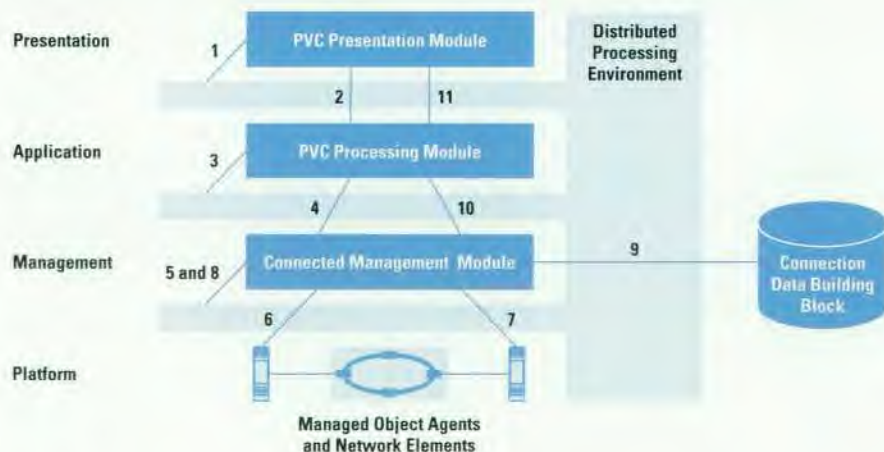 Presentation
1
PVC Presentation Module
Distributed
Processing
Environment
2
11
Application
3
PVC Processing Module
4
10
Management
5 and 8
Connected Management Module
9
Connection
Data Building
Block
6
7
Platform
Managed Object Agents
and Network Elements